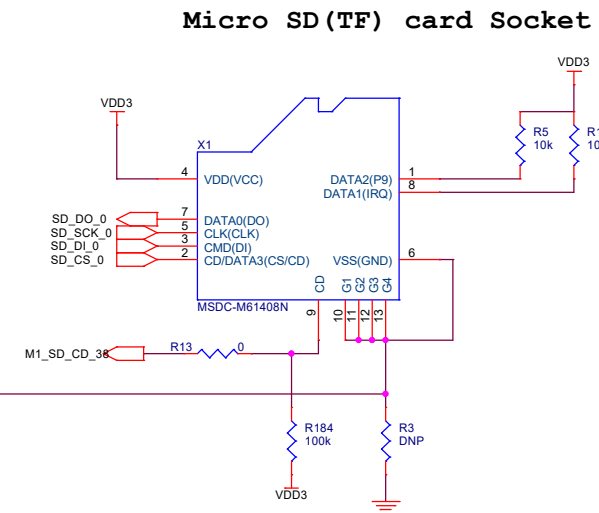 Micro SD(TF) card Socket
VDD3
VDD3
X1
R5
10k
4
VDD(VCC)
DATA2(P9)
1
DATA1(IRQ)
8
SD_DO_0
7
DATA0(DO)
SD_SCK_0
5
CLK(CLK)
SD_DI_0
3
CMD(DI)
SD_CS_0
2
CD/DATA3(CS/CD)
VSS(GND)
6
CD
G1
G2
G3
G4
MSDC-M61408N
9
10
11
12
13
M1_SD_CD_38
R13
0
R184
100k
R3
DNP
VDD3